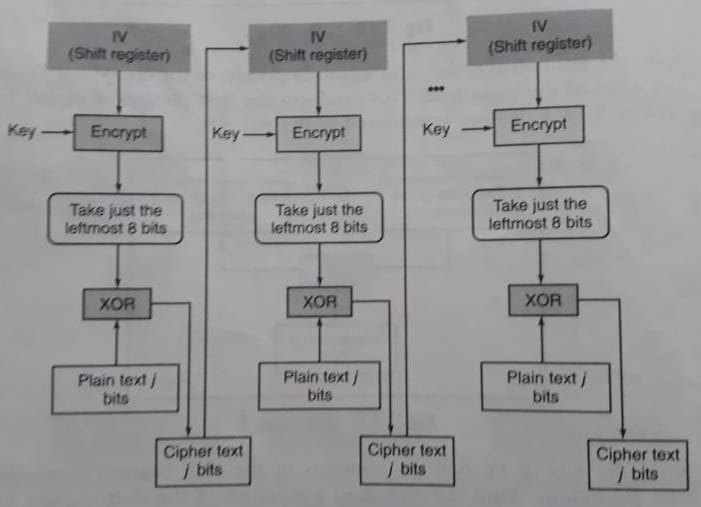 IV
(Shift register)
Key
Encrypt
Take just the
leftmost 8 bits
XOR
Plain text j
bits
Cipher text
j bits
IV
(Shift register)
Key
Encrypt
Take just the
leftmost 8 bits
XOR
Plain text j
bits
Cipher text
j bits
...
IV
(Shift register)
Key
Encrypt
Take just the
leftmost 8 bits
XOR
Plain text j
bits
Cipher text
j bits